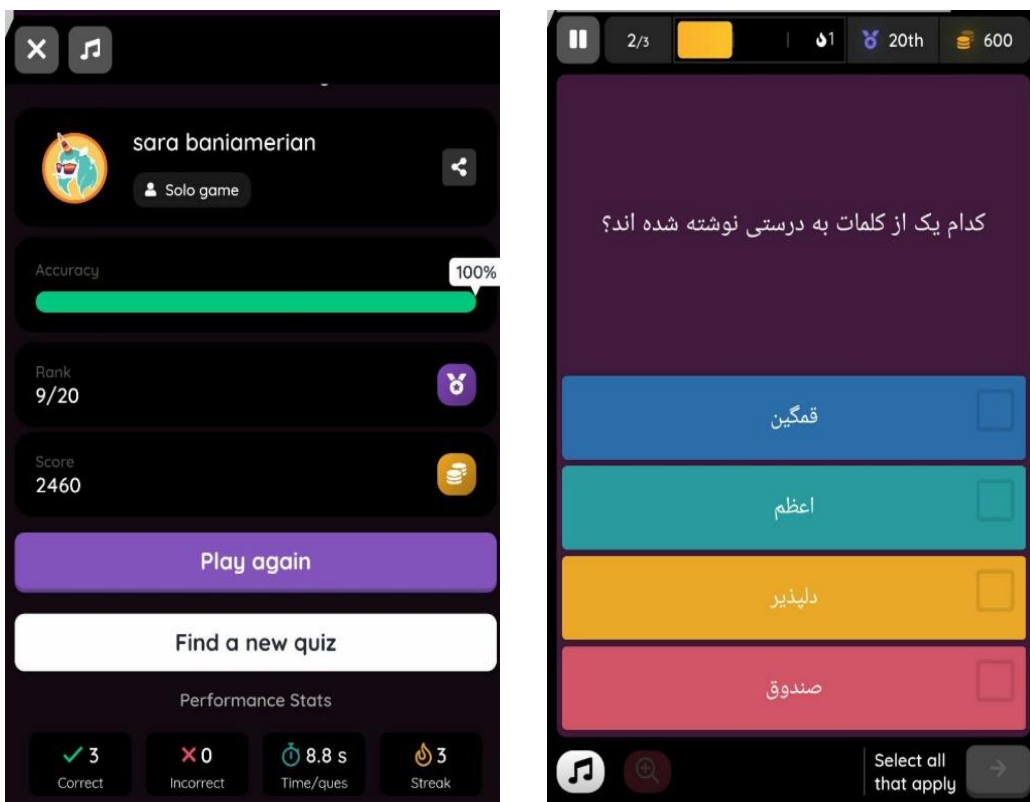 sara baniamerian
Solo game
Accuracy
100%
Rank
9/20
Score
2460
Play again
Find a new quiz
Performance Stats
3
Correct
0
Incorrect
8.8 s
Time/ques
3
Streak
2/3
1
20th
600
کدام یک از کلمات به درستی نوشته شده اند؟
قمگین
اعظم
دلپذیر
صندوق
Select all
that apply